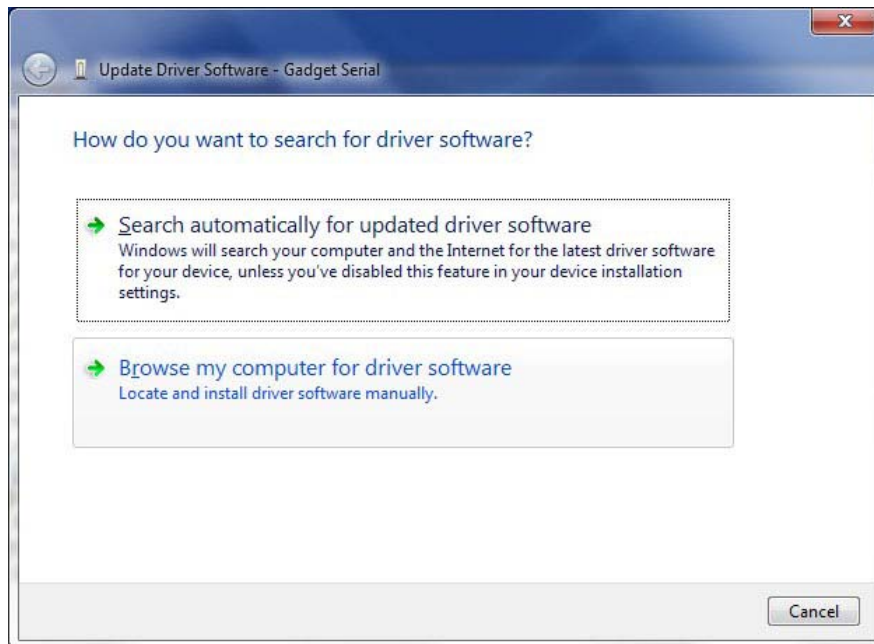 Update Driver Software - Gadget Serial
How do you want to search for driver software?
Search automatically for updated driver software
Windows will search your computer and the Internet for the latest driver software
for your device, unless you've disabled this feature in your device installation
settings.
Browse my computer for driver software
Locate and install driver software manually.
Cancel